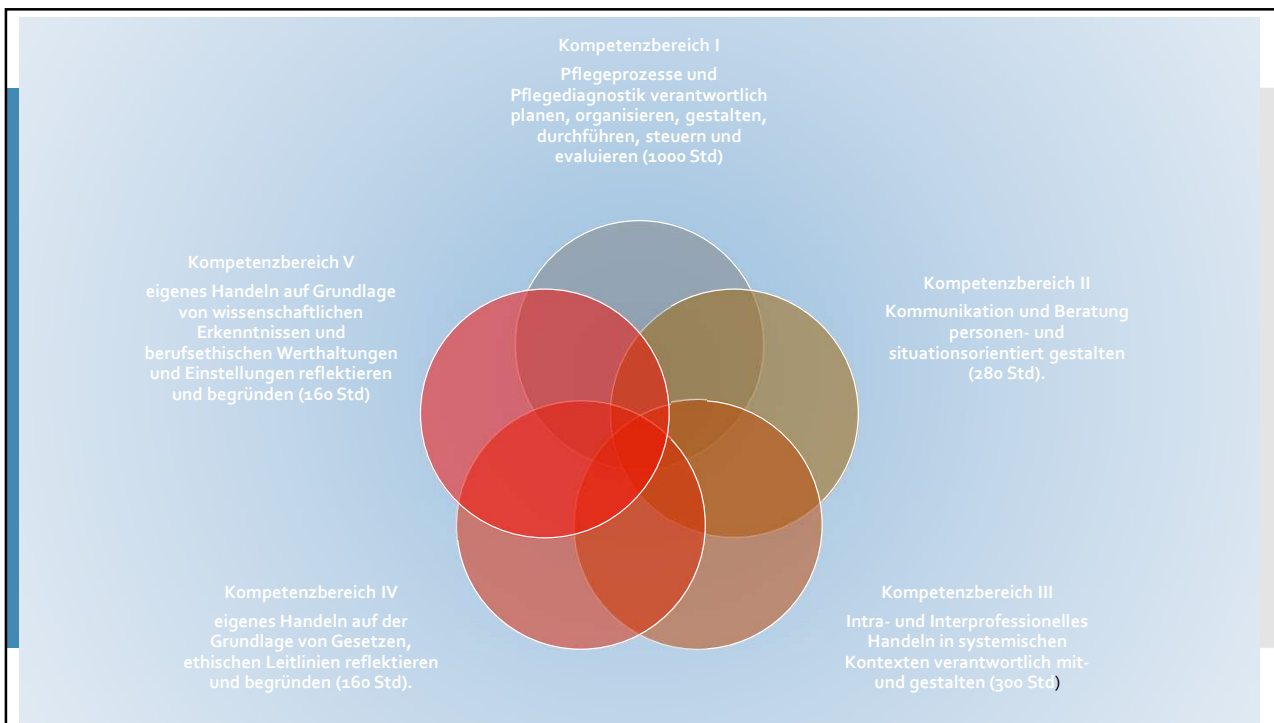 Kompetenzbereich I
Pflegeprozesse und
Pflegediagnostik verantwortlich
planen, organisieren, gestalten,
durchführen, steuern und
evaluieren (1000 Std)
Kompetenzbereich II
Kommunikation und Beratung
personen- und
situationsorientiert gestalten
(280 Std).
Kompetenzbereich III
Intra- und Interprofessionelles
Handeln in systemischen
Kontexten verantwortlich mit-
und gestalten (300 Std)
Kompetenzbereich IV
eigenes Handeln auf der
Grundlage von Gesetzen,
ethischen Leitlinien reflektieren
und begründen (160 Std).
Kompetenzbereich V
eigenes Handeln auf Grundlage
von wissenschaftlichen
Erkenntnissen und
berufsethischen Werthaltungen
und Einstellungen reflektieren
und begründen (160 Std)